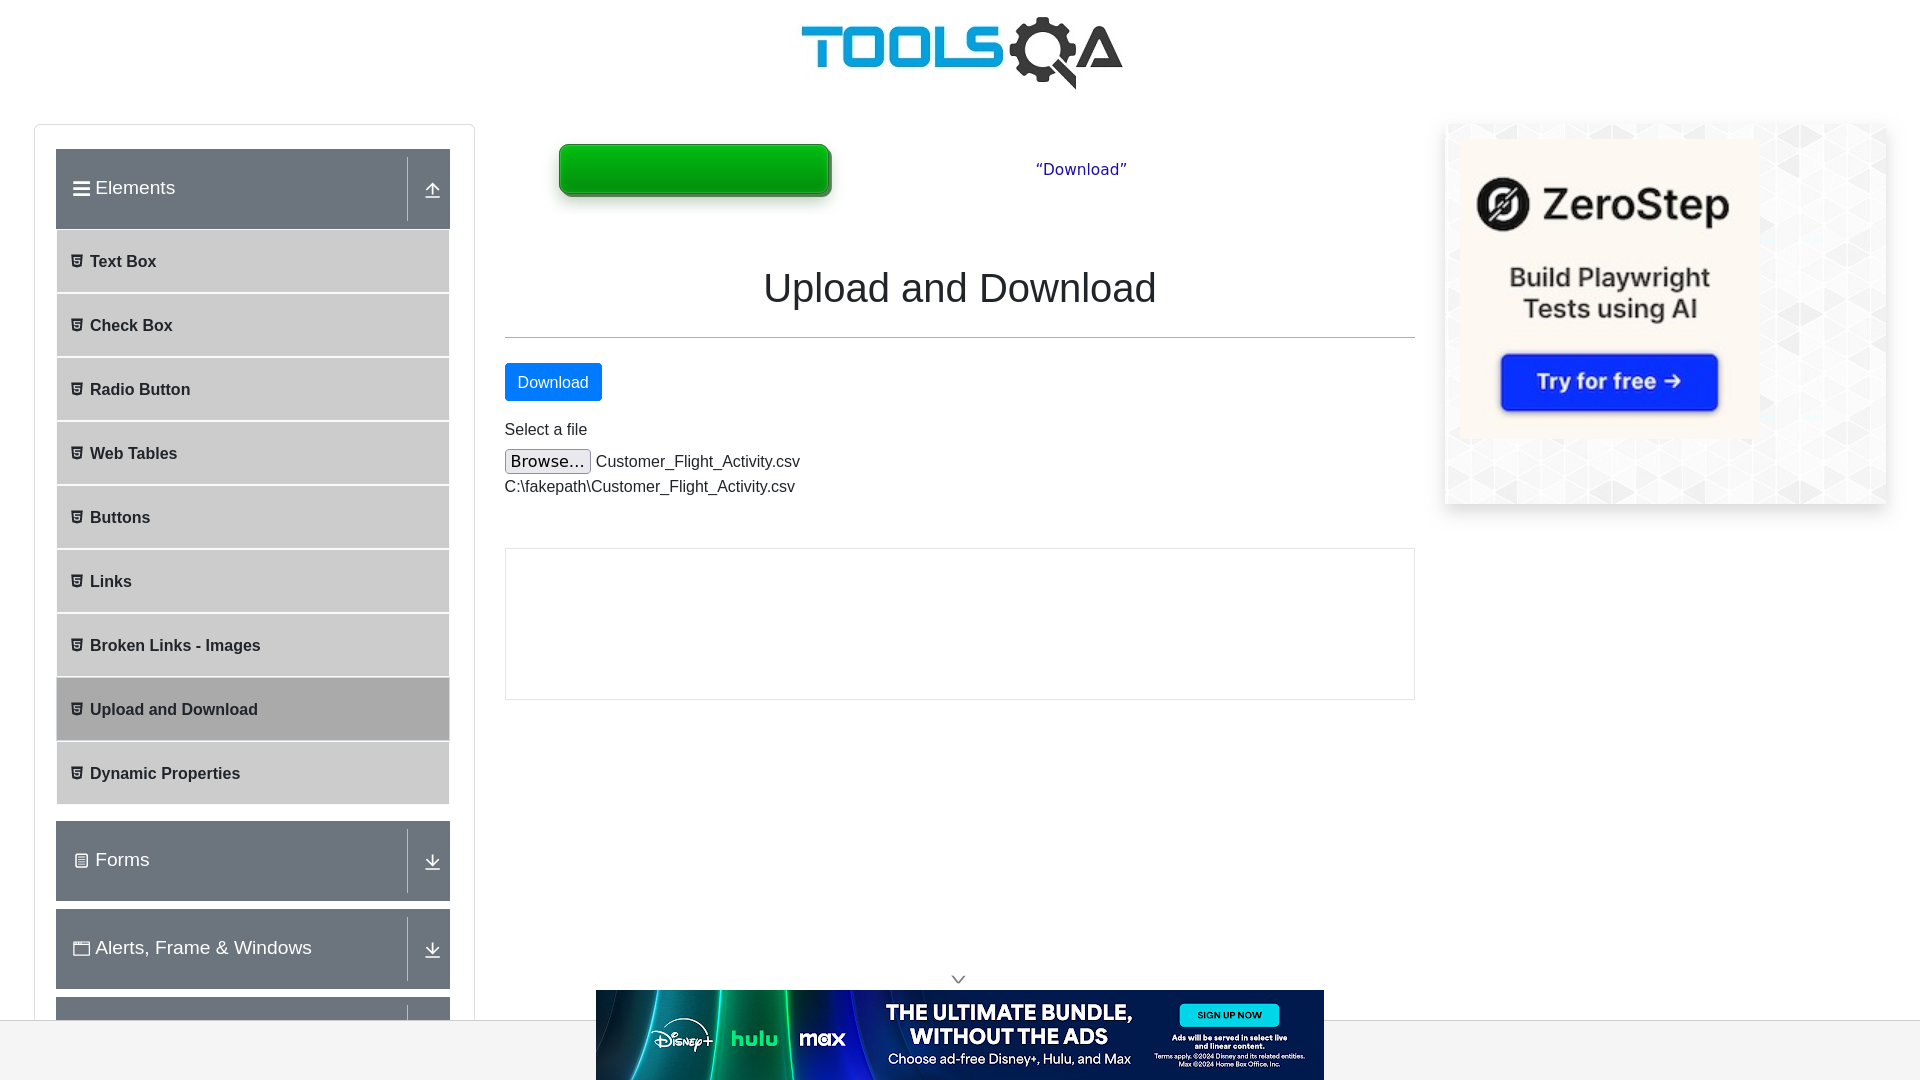 TOOLSQA
Elements
Text Box
Check Box
Radio Button
Web Tables
Buttons
Links
Broken Links - Images
Upload and Download
Dynamic Properties
Forms
Alerts, Frame & Windows
“Download”
Upload and Download
Download
Select a file
Browse... Customer_Flight_Activity.csv
C:\fakepath\Customer_Flight_Activity.csv
ZeroStep
Build Playwright
Tests using AI
Try for free →
Disney+ hulu max
THE ULTIMATE BUNDLE,
WITHOUT THE ADS
Choose ad-free Disney+, Hulu, and Max
SIGN UP NOW
Ads will be served in select live
and linear content.
Terms apply. ©2024 Disney and its related entities.
Max ©2024 Home Box Office, Inc.